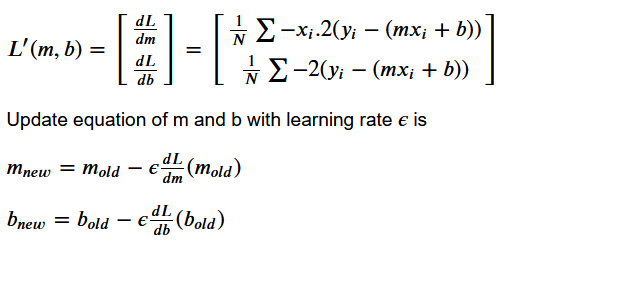 L'(m, b) = [ dL/dm dL/db ] = [ 1/N ∑ −xᵢ.2(yᵢ − (mxᵢ + b)) 1/N ∑ −2(yᵢ − (mxᵢ + b)) ]
Update equation of m and b with learning rate ϵ is
m_new = m_old − ϵ dL/dm (m_old)
b_new = b_old − ϵ dL/db (b_old)